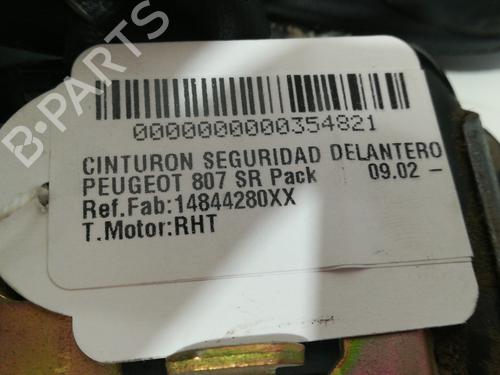 B-PARTS
0000000000354821
CINTURON SEGURIDAD DELANTERO
PEUGEOT 807 SR Pack 09.02 -
Ref.Fab:14844280XX
T.Motor:RHT